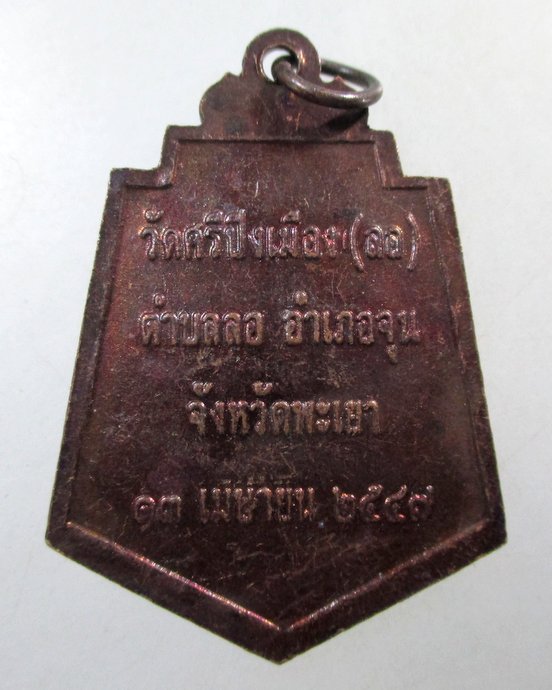 วัดศรีปิงเมือง (ลอ)
ตำบลลอ อำเภอจุน
จังหวัดพะเยา
๑๓ เมษายน ๒๕๔๗